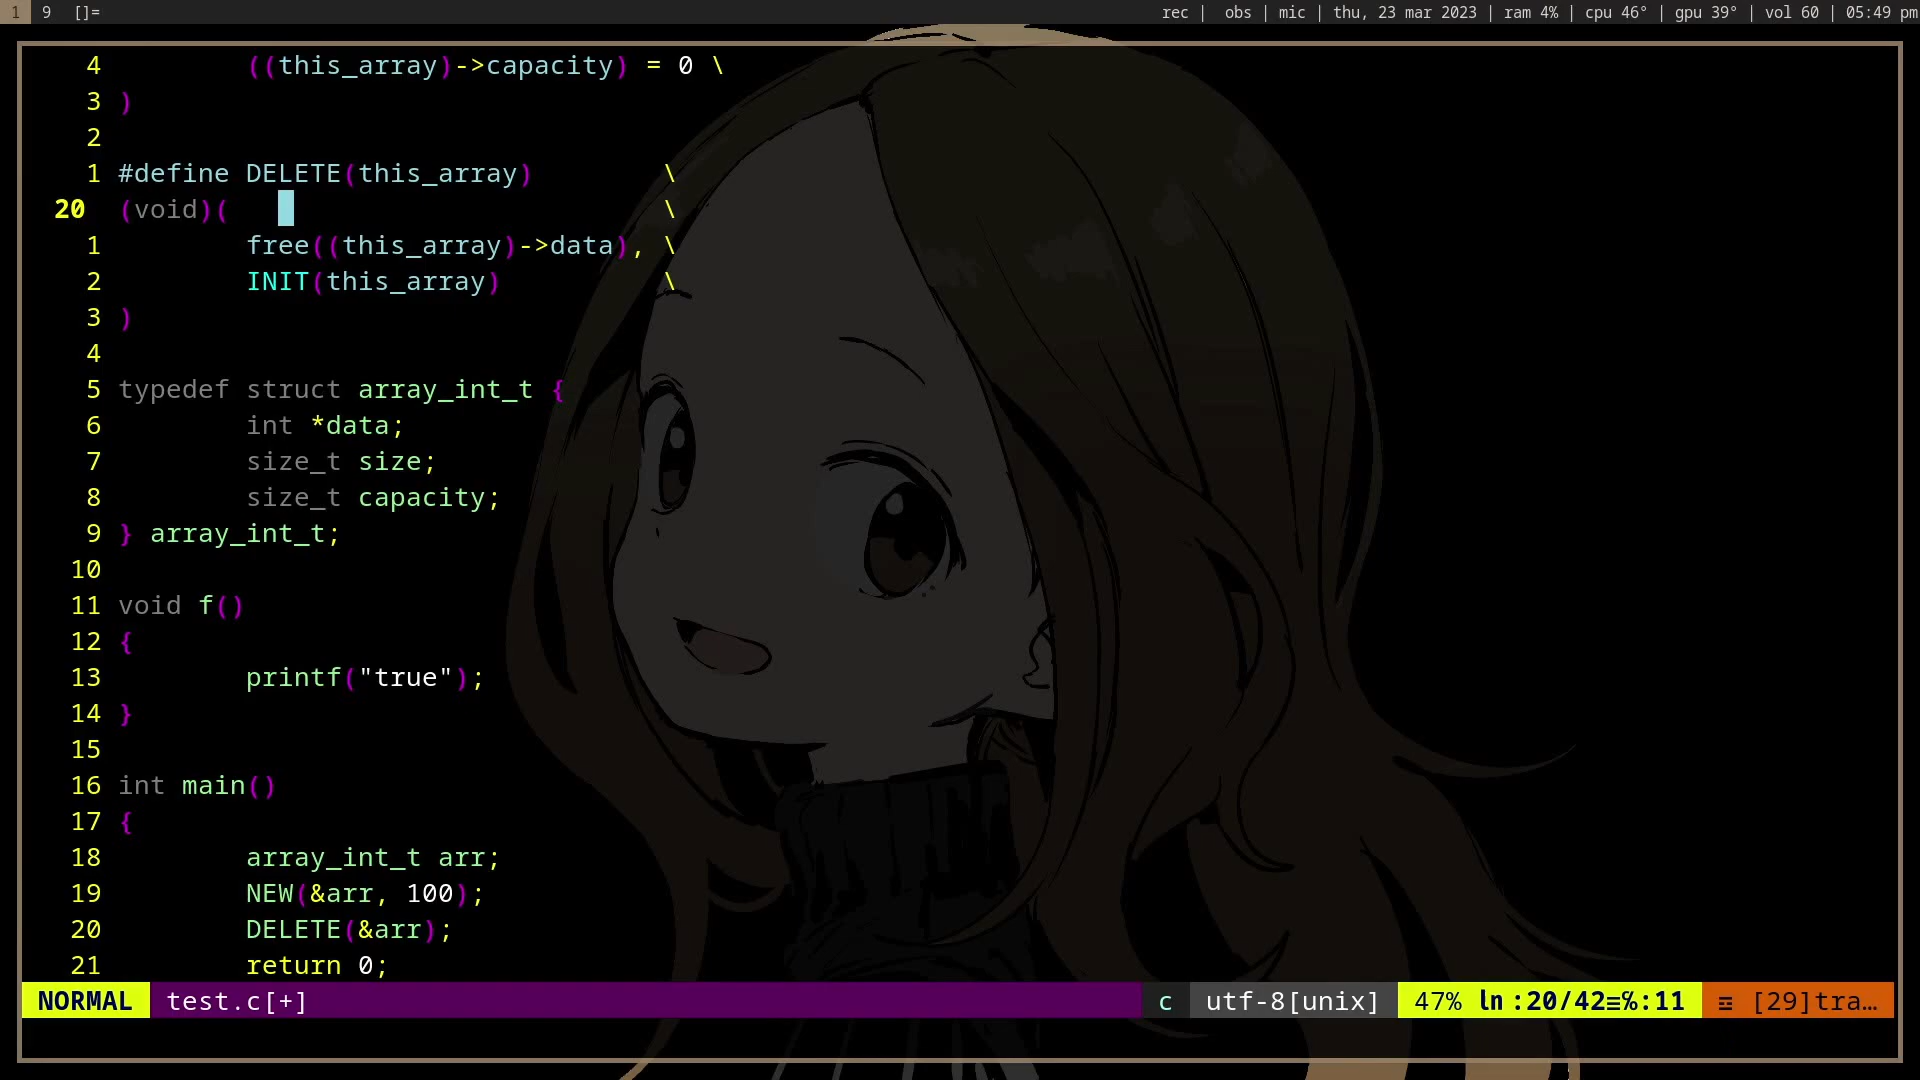 1 9 []= rec | obs | mic | thu, 23 mar 2023 | ram 4% | cpu 46° | gpu 39° | vol 60 | 05:49 pm
4 ((this_array)->capacity) = 0 \
3 )
2
1 #define DELETE(this_array) \
20 (void)( \
1 free((this_array)->data), \
2 INIT(this_array) \
3 )
4
5 typedef struct array_int_t {
6 int *data;
7 size_t size;
8 size_t capacity;
9 } array_int_t;
10
11 void f()
12 {
13 printf("true");
14 }
15
16 int main()
17 {
18 array_int_t arr;
19 NEW(&arr, 100);
20 DELETE(&arr);
21 return 0;
NORMAL test.c[+] c utf-8[unix] 47% ln :20/42≡℅:11 ☲ [29]tra…